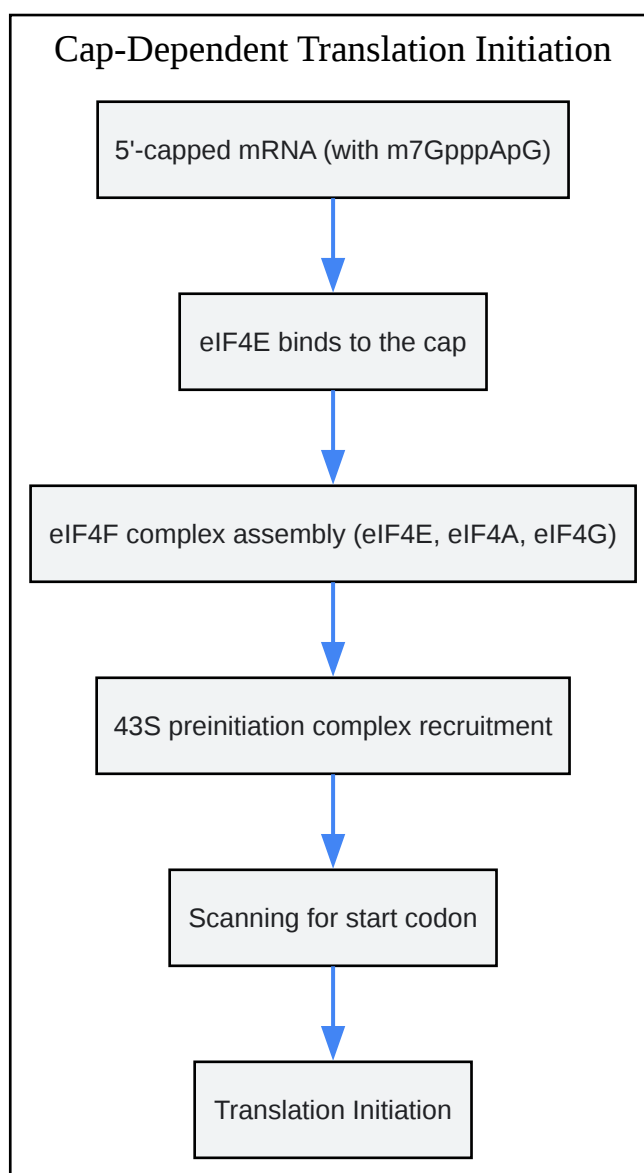 Cap-Dependent Translation Initiation
5'-capped mRNA (with m7GpppApG)
eIF4E binds to the cap
eIF4F complex assembly (eIF4E, eIF4A, eIF4G)
43S preinitiation complex recruitment
Scanning for start codon
Translation Initiation